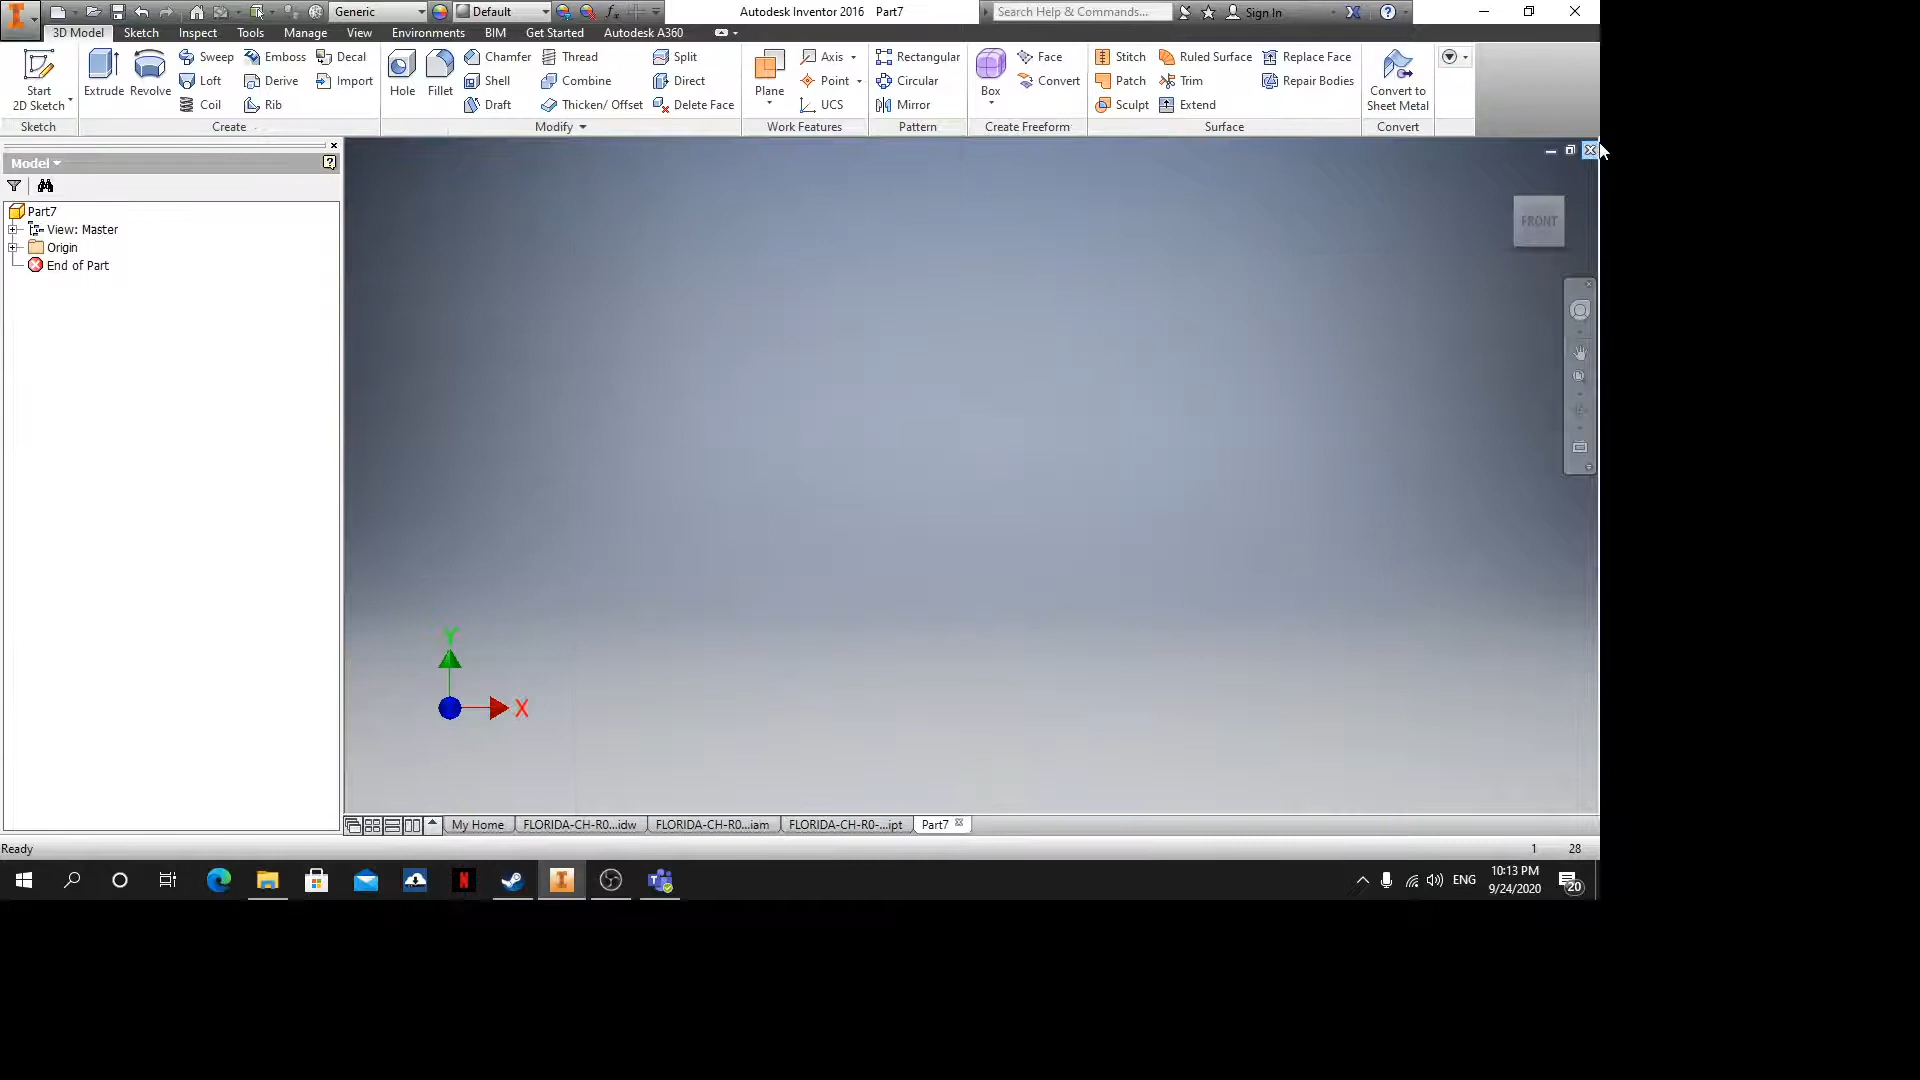 Generic
Default
Autodesk Inventor 2016 Part7
Search Help & Commands...
Sign In
3D Model
Sketch
Inspect
Tools
Manage
View
Environments
BIM
Get Started
Autodesk A360
Start
2D Sketch
Extrude
Revolve
Sweep
Emboss
Decal
Loft
Derive
Import
Coil
Rib
Hole
Fillet
Chamfer
Thread
Split
Shell
Combine
Direct
Draft
Thicken/ Offset
Delete Face
Plane
Axis
Point
UCS
Rectangular
Circular
Mirror
Box
Face
Convert
Stitch
Ruled Surface
Replace Face
Patch
Trim
Repair Bodies
Sculpt
Extend
Convert to
Sheet Metal
Sketch
Create
Modify
Work Features
Pattern
Create Freeform
Surface
Convert
Model
Part7
View: Master
Origin
End of Part
FRONT
Y
X
My Home
FLORIDA-CH-R0...idw
FLORIDA-CH-R0...iam
FLORIDA-CH-R0-...ipt
Part7
Ready
1
28
ENG
10:13 PM
9/24/2020
20